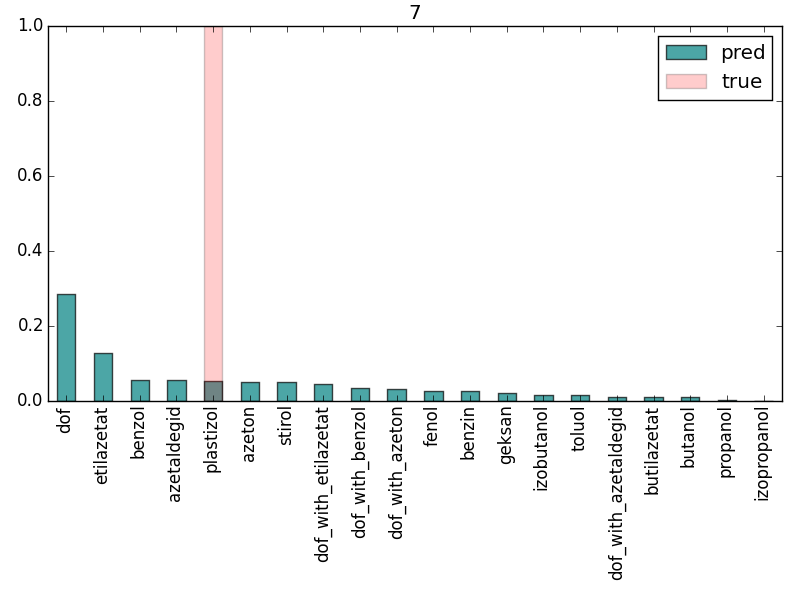 7
1.0
0.8
0.6
0.4
0.2
0.0
pred
true
dof
etilazetat
benzol
azetaldegid
plastizol
azeton
stirol
dof_with_etilazetat
dof_with_benzol
dof_with_azeton
fenol
benzin
geksan
izobutanol
toluol
dof_with_azetaldegid
butilazetat
butanol
propanol
izopropanol